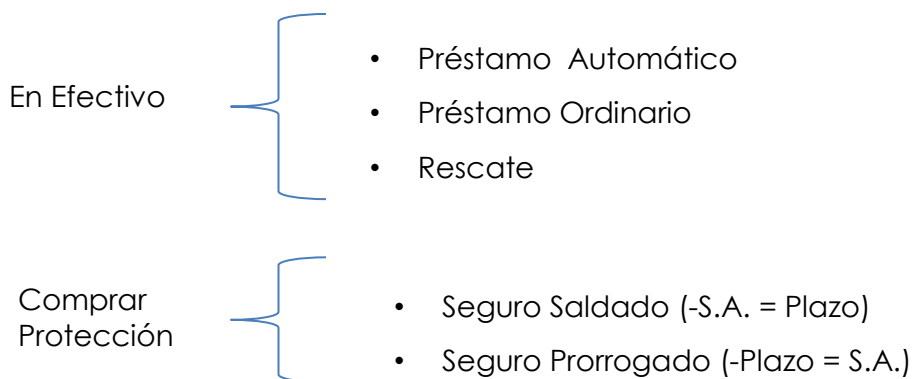 En Efectivo
• Préstamo Automático
• Préstamo Ordinario
• Rescate
Comprar
Protección
• Seguro Saldado (-S.A. = Plazo)
• Seguro Prorrogado (-Plazo = S.A.)